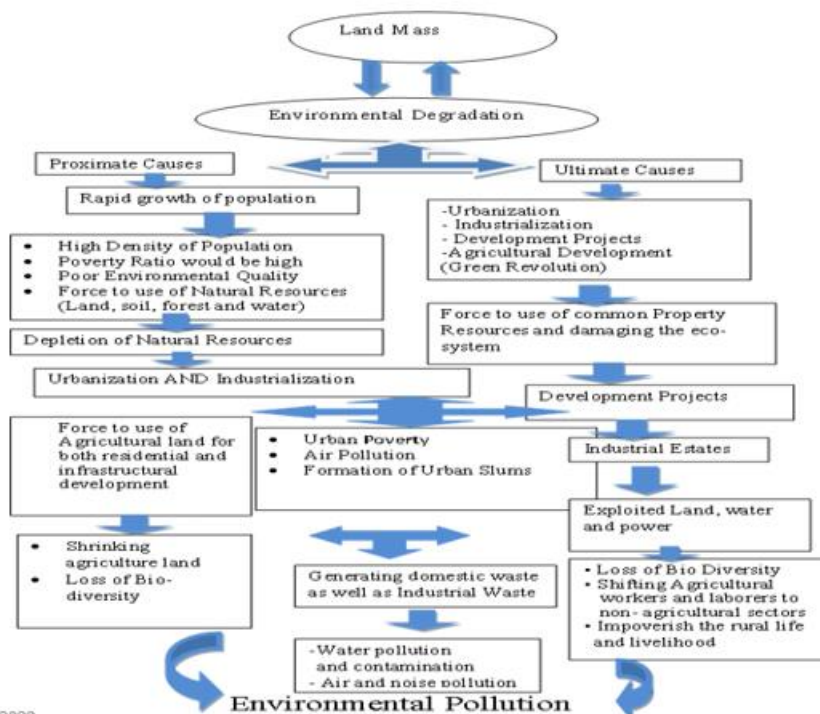 Land Mass
Environmental Degradation
Proximate Causes
Ultimate Causes
Rapid growth of population
-Urbanization
- Industrialization
- Development Projects
-Agricultural Development
(Green Revolution)
• High Density of Population
• Poverty Ratio would be high
• Poor Environmental Quality
• Force to use of Natural Resources
(Land, soil, forest and water)
Force to use of common Property
Resources and damaging the eco-
system
Depletion of Natural Resources
Urbanization AND Industrialization
Development Projects
Force to use of
Agricultural land for
both residential and
infrastructural
development
• Urban Poverty
• Air Pollution
• Formation of Urban Slums
Industrial Estates
Exploited Land, water
and power
• Shrinking
agriculture land
• Loss of Bio-
diversity
Generating domestic waste
as well as Industrial Waste
• Loss of Bio Diversity
• Shifting Agricultural
workers and laborers to
non- agricultural sectors
• Impoverish the rural life
and livelihood
-Water pollution
and contamination
- Air and noise pollution
Environmental Pollution